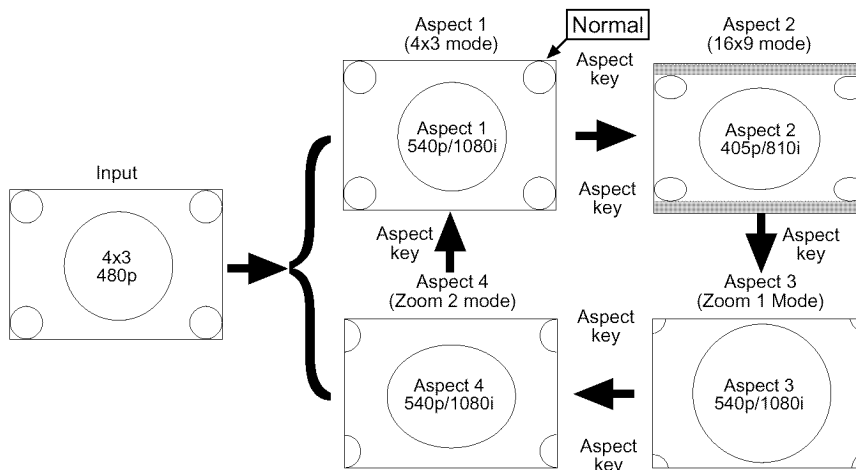 Aspect 1
(4x3 mode)
Normal
Aspect 2
(16x9 mode)
Aspect
key
Aspect 1
540p/1080i
Aspect 2
405p/810i
Input
Aspect
key
4x3
480p
Aspect
key
Aspect
key
Aspect 4
(Zoom 2 mode)
Aspect 3
(Zoom 1 Mode)
Aspect
key
Aspect 4
540p/1080i
Aspect 3
540p/1080i
Aspect
key